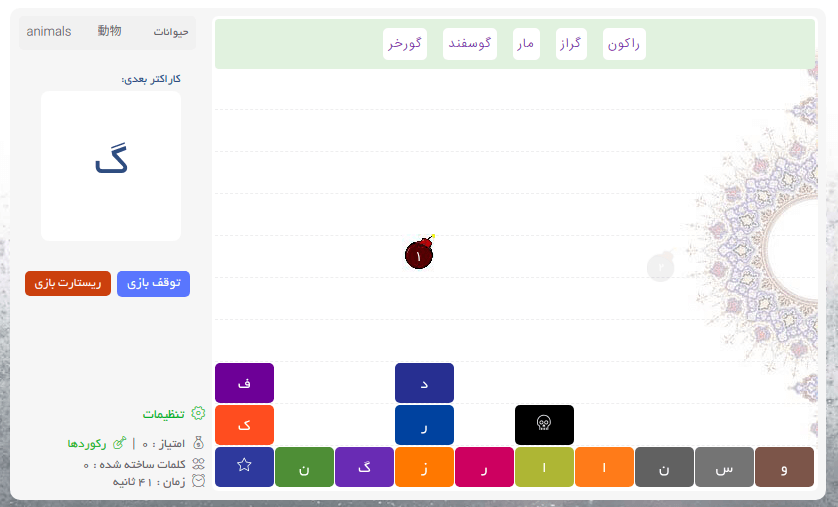 حیوانات 動物 animals
کاراکتر بعدی:
گ
توقف بازی
ریستارت بازی
تنظیمات
امتیاز : ۰ | رکوردها
کلمات ساخته شده : ۰
زمان : ۴۱ ثانیه
راکون گراز مار گوسفند گورخر
۱
د ف
ر ک
و س ن ا ا ر ز گ ن